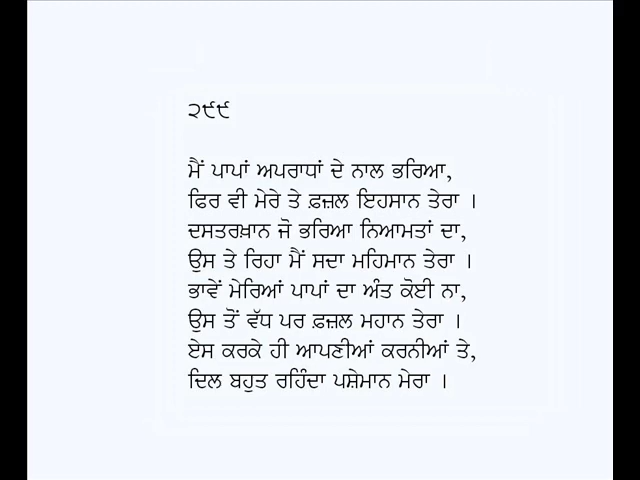 ੨੯੯
ਮੈਂ ਪਾਪਾਂ ਅਪਰਾਧਾਂ ਦੇ ਨਾਲ ਭਰਿਆ,
ਫਿਰ ਵੀ ਮੇਰੇ ਤੇ ਫ਼ਜ਼ਲ ਇਹਸਾਨ ਤੇਰਾ ।
ਦਸਤਰਖ਼ਾਨ ਜੋ ਭਰਿਆ ਨਿਆਮਤਾਂ ਦਾ,
ਉਸ ਤੇ ਰਿਹਾ ਮੈਂ ਸਦਾ ਮਹਿਮਾਨ ਤੇਰਾ ।
ਭਾਵੇਂ ਮੇਰਿਆਂ ਪਾਪਾਂ ਦਾ ਅੰਤ ਕੋਈ ਨਾ,
ਉਸ ਤੋਂ ਵੱਧ ਪਰ ਫ਼ਜ਼ਲ ਮਹਾਨ ਤੇਰਾ ।
ਏਸ ਕਰਕੇ ਹੀ ਆਪਣੀਆਂ ਕਰਨੀਆਂ ਤੇ,
ਦਿਲ ਬਹੁਤ ਰਹਿੰਦਾ ਪਸ਼ੇਮਾਨ ਮੇਰਾ ।